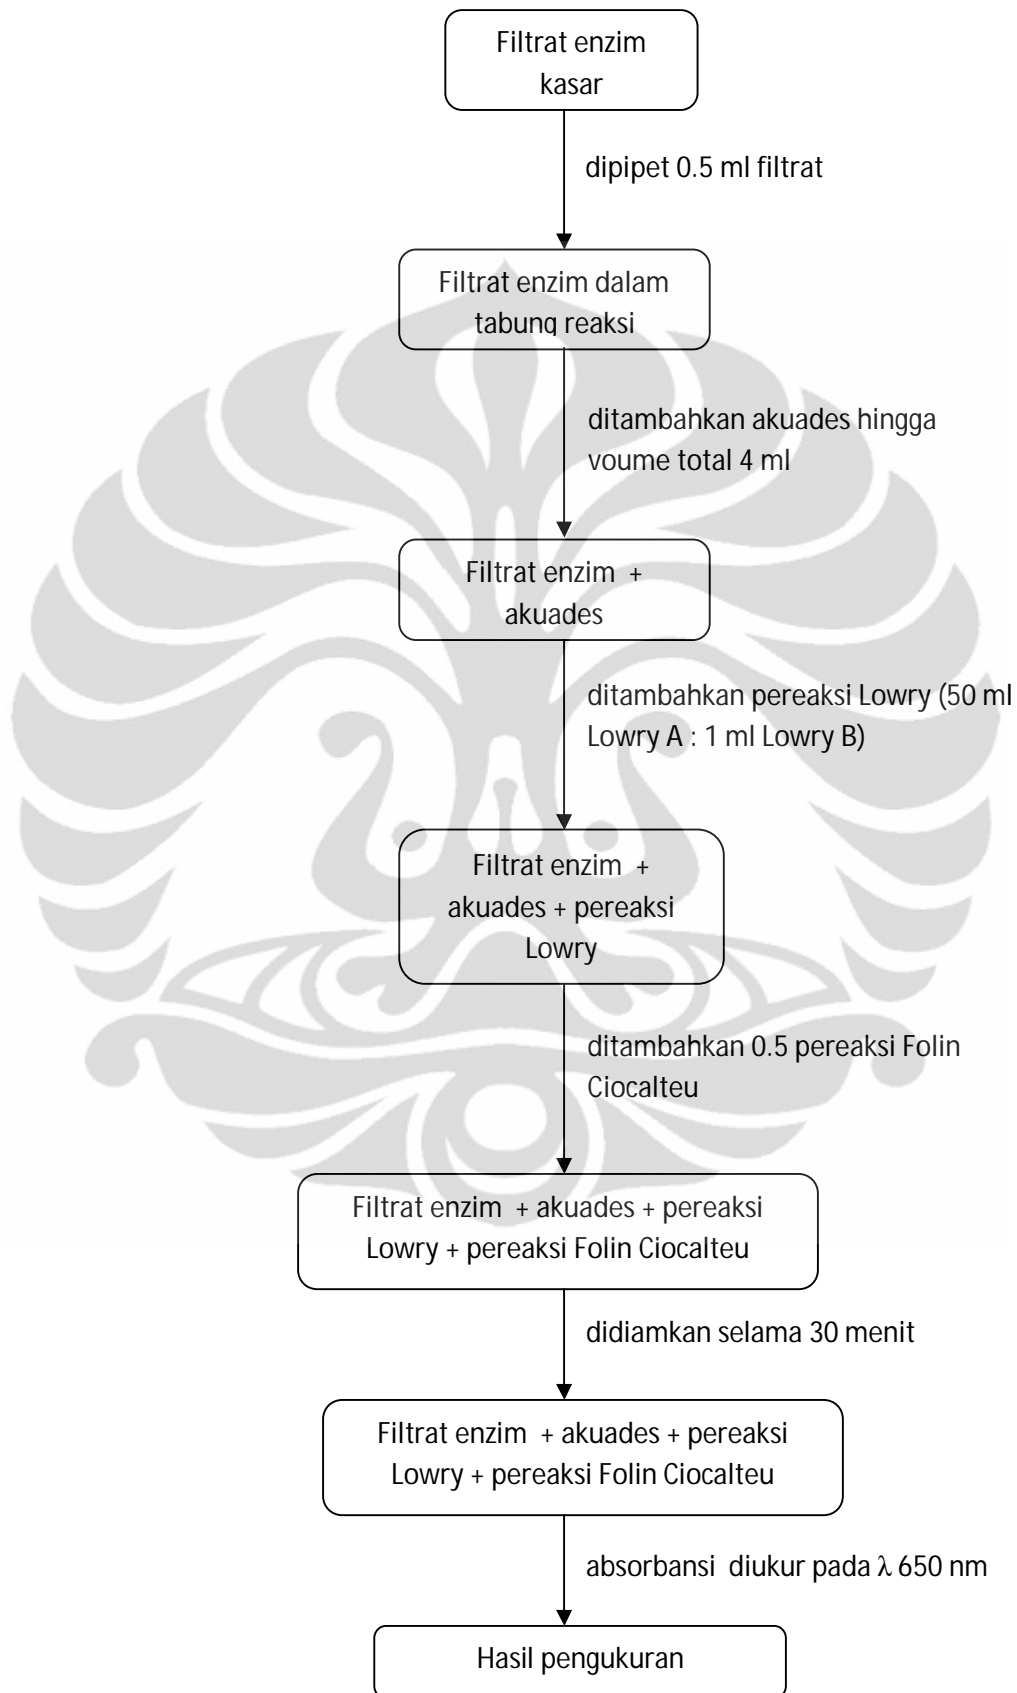 Filtrat enzim
kasar
dipipet 0.5 ml filtrat
Filtrat enzim dalam
tabung reaksi
ditambahkan akuades hingga
voume total 4 ml
Filtrat enzim + 
akuades
ditambahkan pereaksi Lowry (50 ml
Lowry A : 1 ml Lowry B)
Filtrat enzim +
akuades + pereaksi
Lowry
ditambahkan 0.5 pereaksi Folin
Ciocalteu
Filtrat enzim + akuades + pereaksi
Lowry + pereaksi Folin Ciocalteu
didiamkan selama 30 menit
Filtrat enzim + akuades + pereaksi
Lowry + pereaksi Folin Ciocalteu
absorbansi diukur pada λ 650 nm
Hasil pengukuran